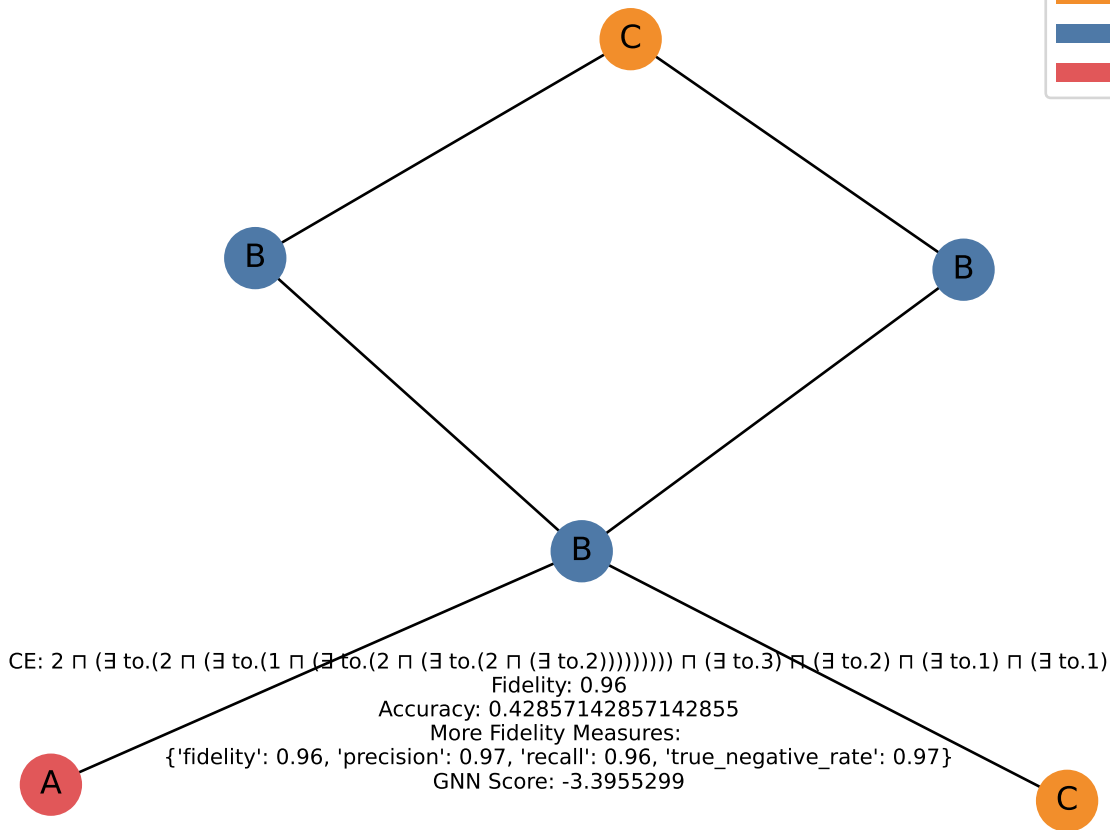 C
B
B
B
CE: 2 ⊓ (∃ to.(2 ⊓ (∃ to.(1 ⊓ (∃ to.(2 ⊓ (∃ to.(2 ⊓ (∃ to.2))))))))) ⊓ (∃ to.3) ⊓ (∃ to.2) ⊓ (∃ to.1) ⊓ (∃ to.1)
Fidelity: 0.96
Accuracy: 0.42857142857142855
More Fidelity Measures:
{'fidelity': 0.96, 'precision': 0.97, 'recall': 0.96, 'true_negative_rate': 0.97}
GNN Score: -3.3955299
A
C